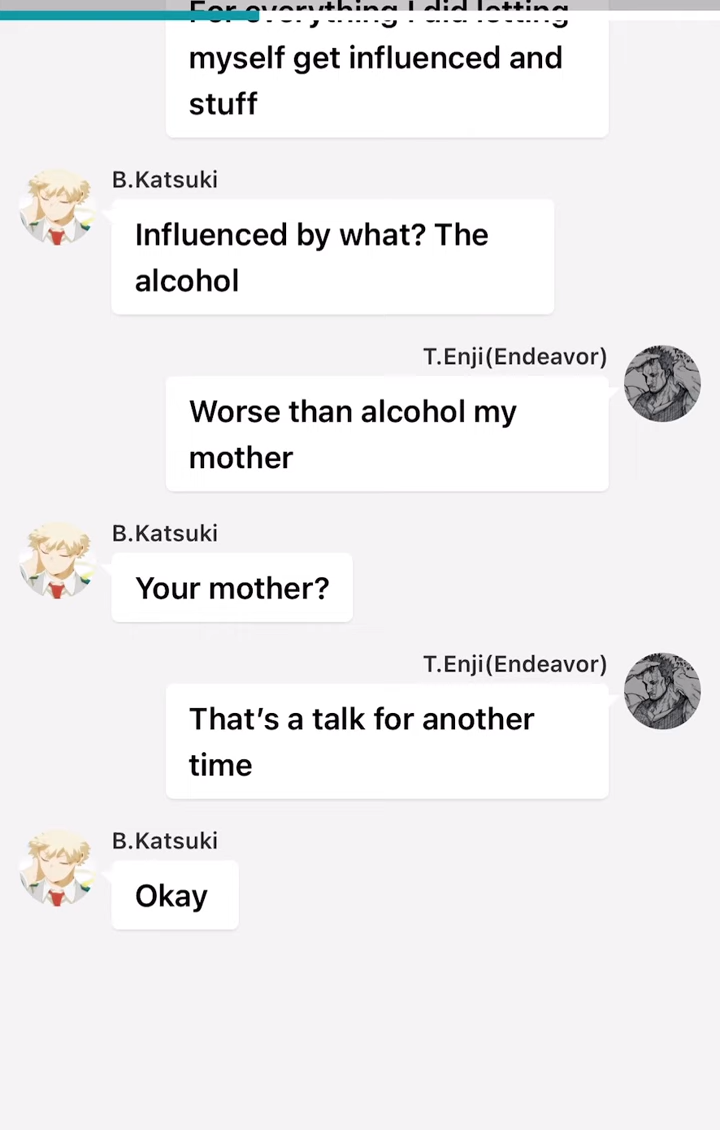 For everything I did letting
myself get influenced and
stuff
B.Katsuki
Influenced by what? The
alcohol
T.Enji(Endeavor)
Worse than alcohol my
mother
B.Katsuki
Your mother?
T.Enji(Endeavor)
That's a talk for another
time
B.Katsuki
Okay